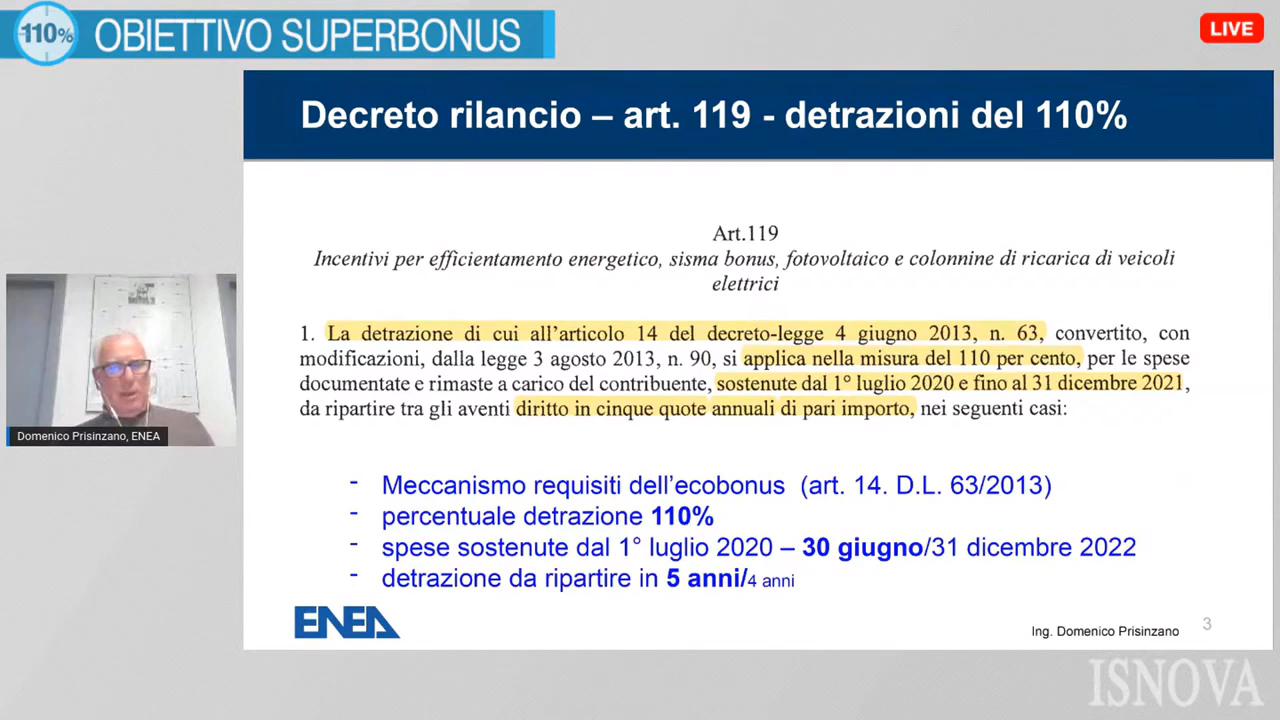 110%
OBIETTIVO SUPERBONUS
LIVE
Decreto rilancio – art. 119 - detrazioni del 110%
Art.119
Incentivi per efficientamento energetico, sisma bonus, fotovoltaico e colonnine di ricarica di veicoli
elettrici
1. La detrazione di cui all’articolo 14 del decreto-legge 4 giugno 2013, n. 63, convertito, con
modificazioni, dalla legge 3 agosto 2013, n. 90, si applica nella misura del 110 per cento, per le spese
documentate e rimaste a carico del contribuente, sostenute dal 1° luglio 2020 e fino al 31 dicembre 2021,
da ripartire tra gli aventi diritto in cinque quote annuali di pari importo, nei seguenti casi:
- Meccanismo requisiti dell’ecobonus (art. 14. D.L. 63/2013)
- percentuale detrazione 110%
- spese sostenute dal 1° luglio 2020 – 30 giugno/31 dicembre 2022
- detrazione da ripartire in 5 anni/4 anni
ENEA
Ing. Domenico Prisinzano
3
Domenico Prisinzano, ENEA
ISNOVA